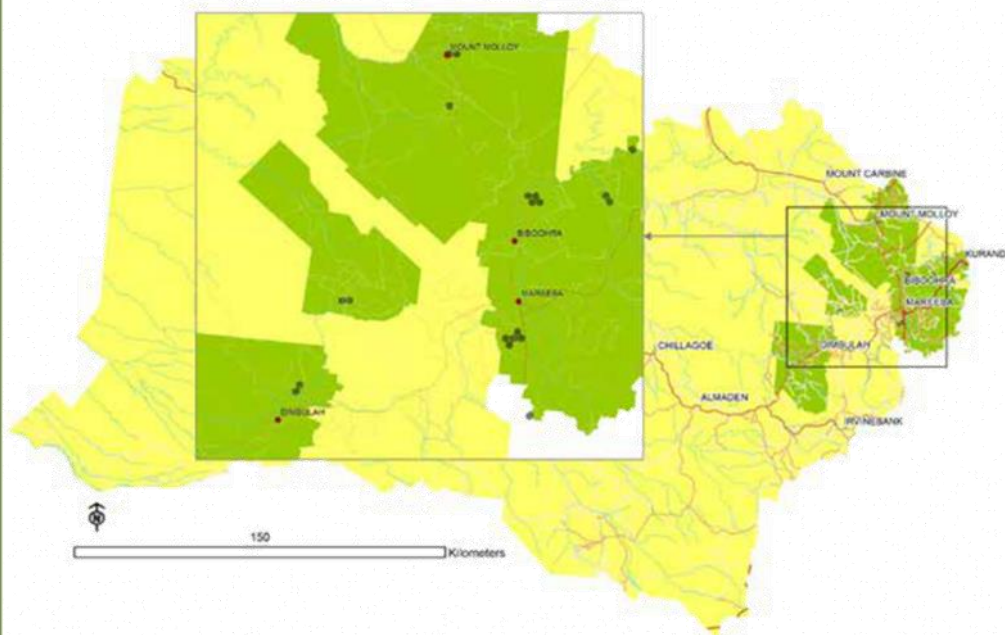 MOUNT MOLLOY
BIBOOHRA
MAREEBA
DIMBULAH
MOUNT CARBINE
MOUNT MOLLOY
KURAND
BIBOOHRA
MAREEBA
DIMBULAH
CHILLAGOE
ALMADEN
IRVINEBANK
N
150
Kilometers